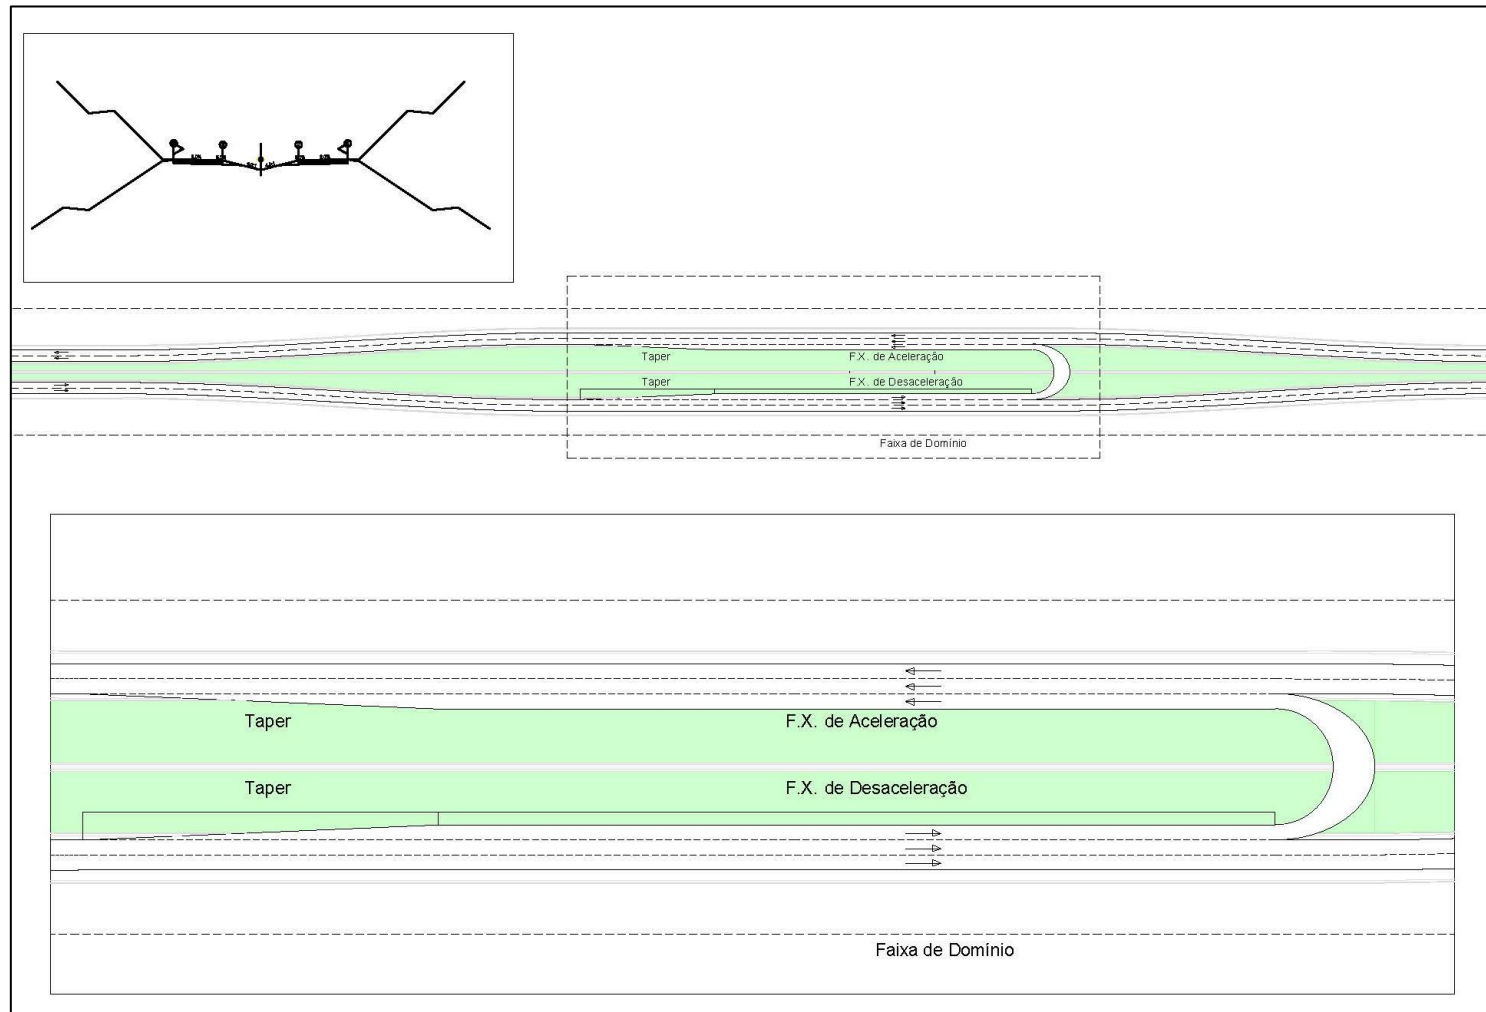 Taper
F.X. de Aceleração
Taper
F.X. de Desaceleração
Faixa de Domínio
Taper
F.X. de Aceleração
Taper
F.X. de Desaceleração
Faixa de Domínio